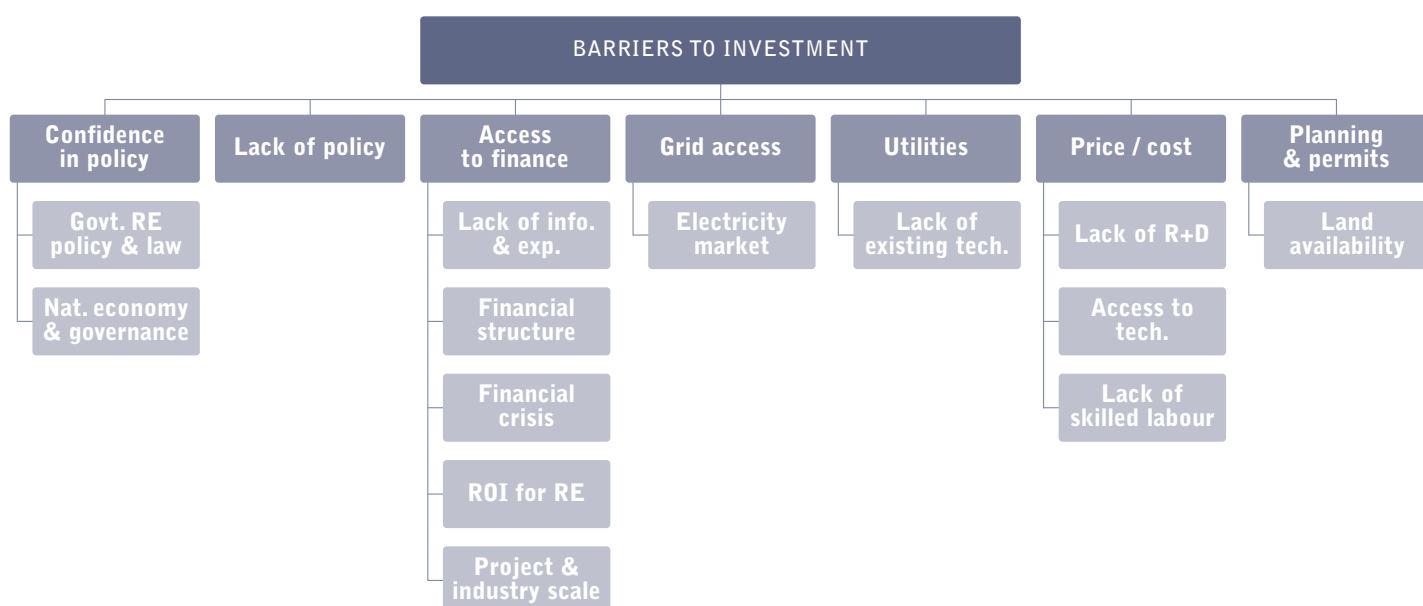 BARRIERS TO INVESTMENT
Confidence
in policy
Lack of policy
Access
to finance
Grid access
Utilities
Price / cost
Planning
& permits
Govt. RE
policy & law
Nat. economy
& governance
Lack of info.
& exp.
Financial
structure
Financial
crisis
ROI for RE
Project &
industry scale
Electricity
market
Lack of
existing tech.
Lack of R+D
Access to
tech.
Lack of
skilled labour
Land
availability